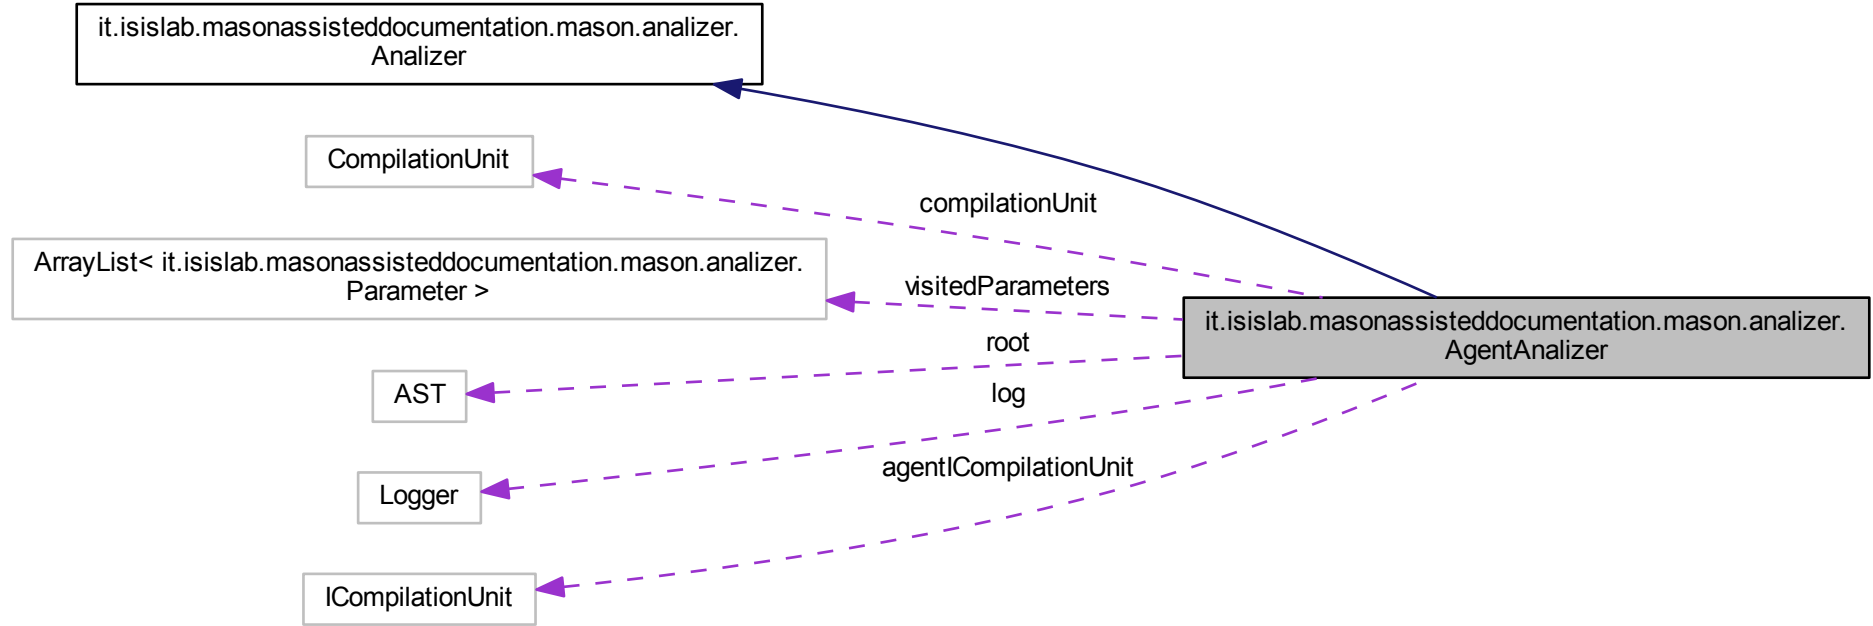 it.isislab.masonassisteddocumentation.mason.analizer.
Analizer
CompilationUnit
compilationUnit
ArrayList< it.isislab.masonassisteddocumentation.mason.analizer.
Parameter >
visitedParameters
it.isislab.masonassisteddocumentation.mason.analizer.
AgentAnalizer
root
AST
log
Logger
agentICompilationUnit
ICompilationUnit